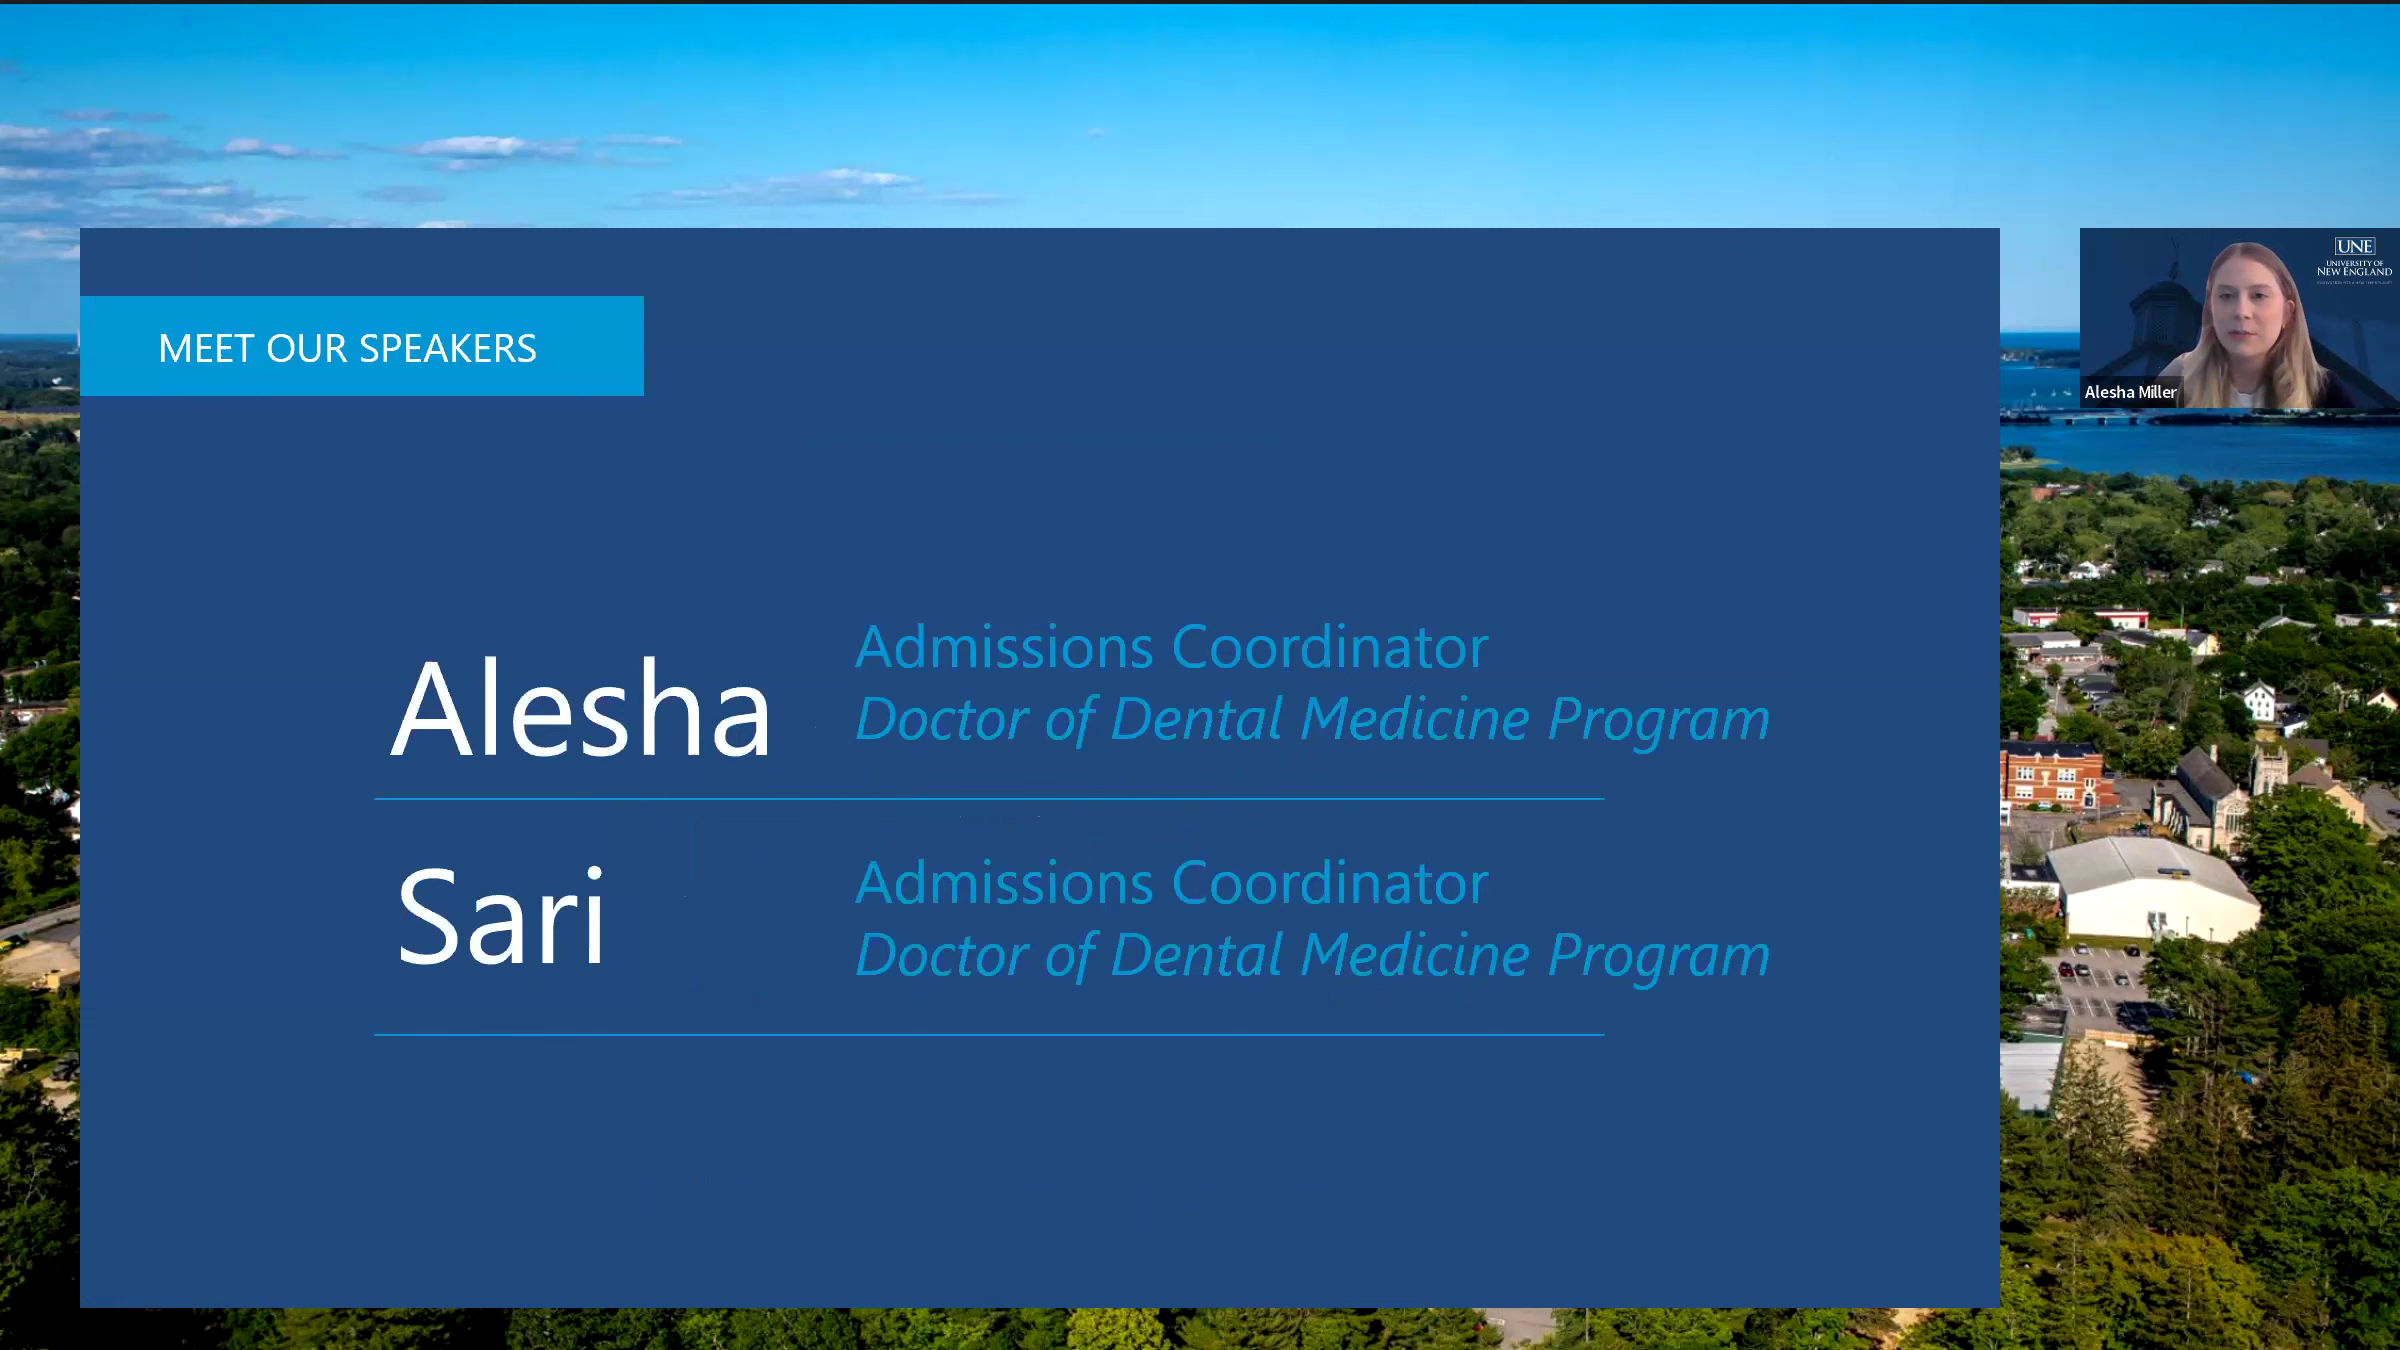 MEET OUR SPEAKERS
Alesha
Admissions Coordinator
Doctor of Dental Medicine Program
Sari
Admissions Coordinator
Doctor of Dental Medicine Program
UNE
UNIVERSITY OF
NEW ENGLAND
Alesha Miller